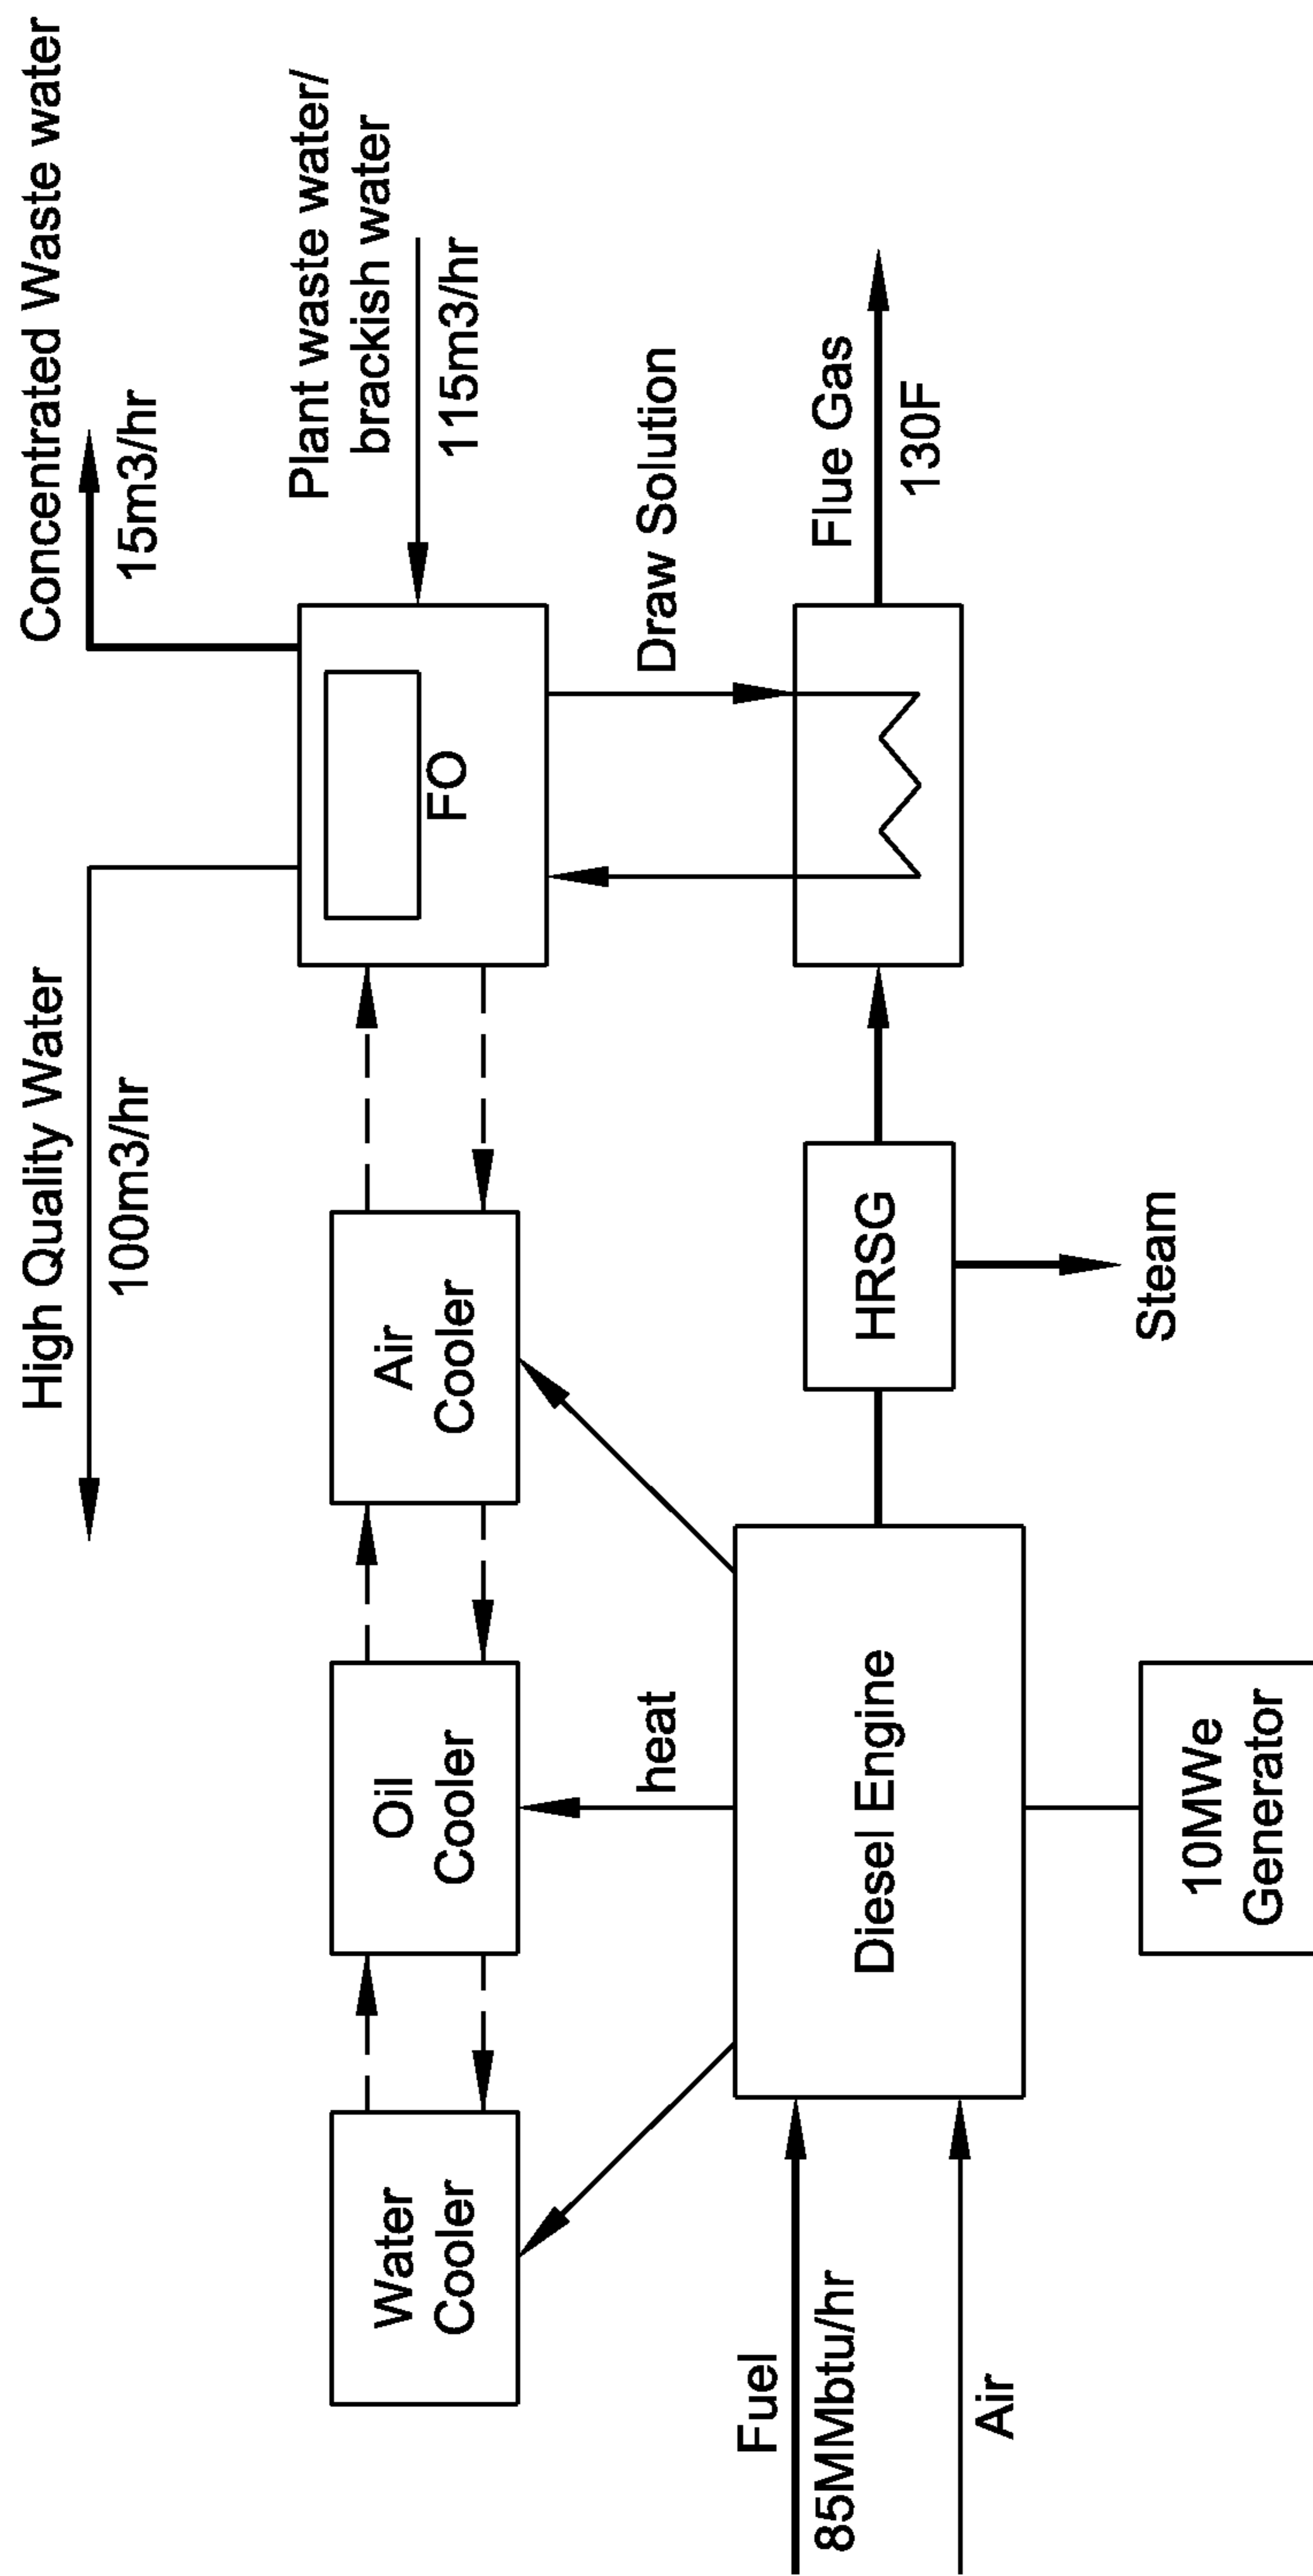 High Quality Water
100m3/hr
Concentrated Waste water
15m3/hr
Plant waste water/
brackish water
115m3/hr
Water
Cooler
Oil
Cooler
Air
Cooler
FO
heat
Draw Solution
Fuel
85MMbtu/hr
Air
Diesel Engine
HRSG
Flue Gas
130F
Steam
10MWe
Generator